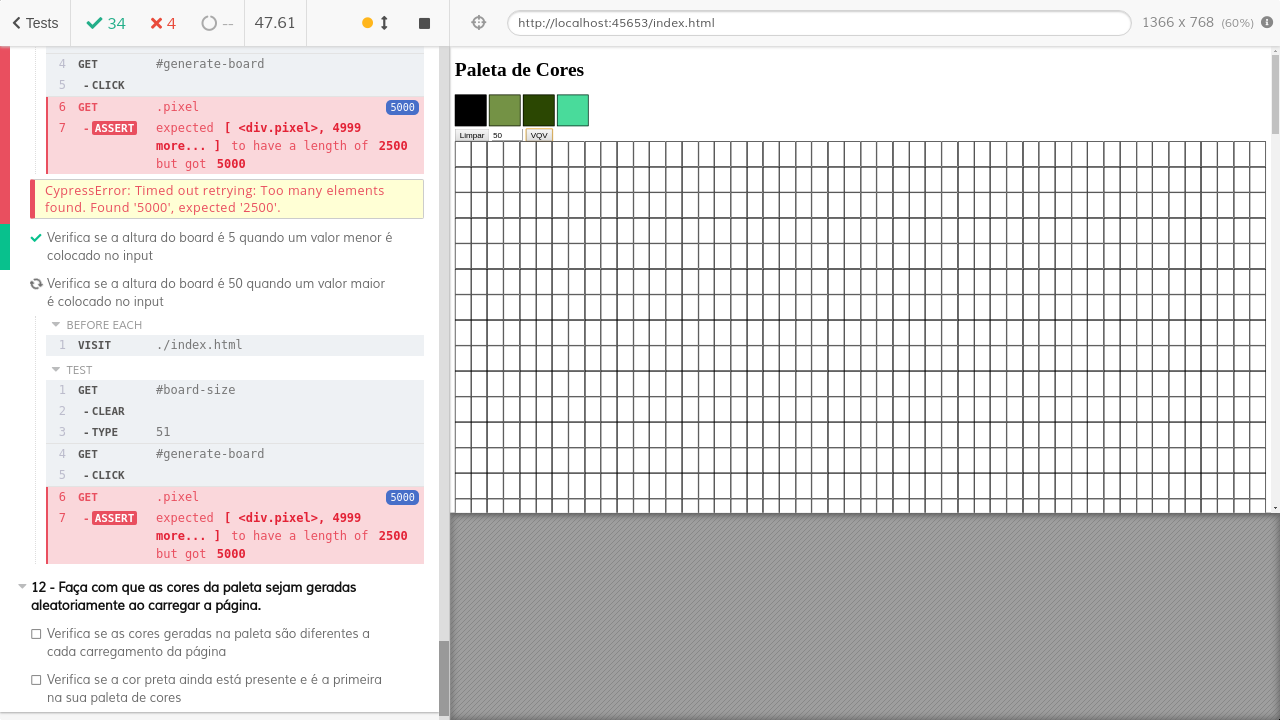 Tests
34
4
--
47.61
http://localhost:45653/index.html
1366 x 768 (60%)
4 GET #generate-board
5 - CLICK
6 GET .pixel 5000
7 - ASSERT expected [ <div.pixel>, 4999
more... ] to have a length of 2500
but got 5000
CypressError: Timed out retrying: Too many elements
found. Found '5000', expected '2500'.
Verifica se a altura do board é 5 quando um valor menor é
colocado no input
Verifica se a altura do board é 50 quando um valor maior
é colocado no input
BEFORE EACH
1 VISIT ./index.html
TEST
1 GET #board-size
2 - CLEAR
3 - TYPE 51
4 GET #generate-board
5 - CLICK
6 GET .pixel 5000
7 - ASSERT expected [ <div.pixel>, 4999
more... ] to have a length of 2500
but got 5000
12 - Faça com que as cores da paleta sejam geradas
aleatoriamente ao carregar a página.
Verifica se as cores geradas na paleta são diferentes a
cada carregamento da página
Verifica se a cor preta ainda está presente e é a primeira
na sua paleta de cores
Paleta de Cores
Limpar 50 VQV